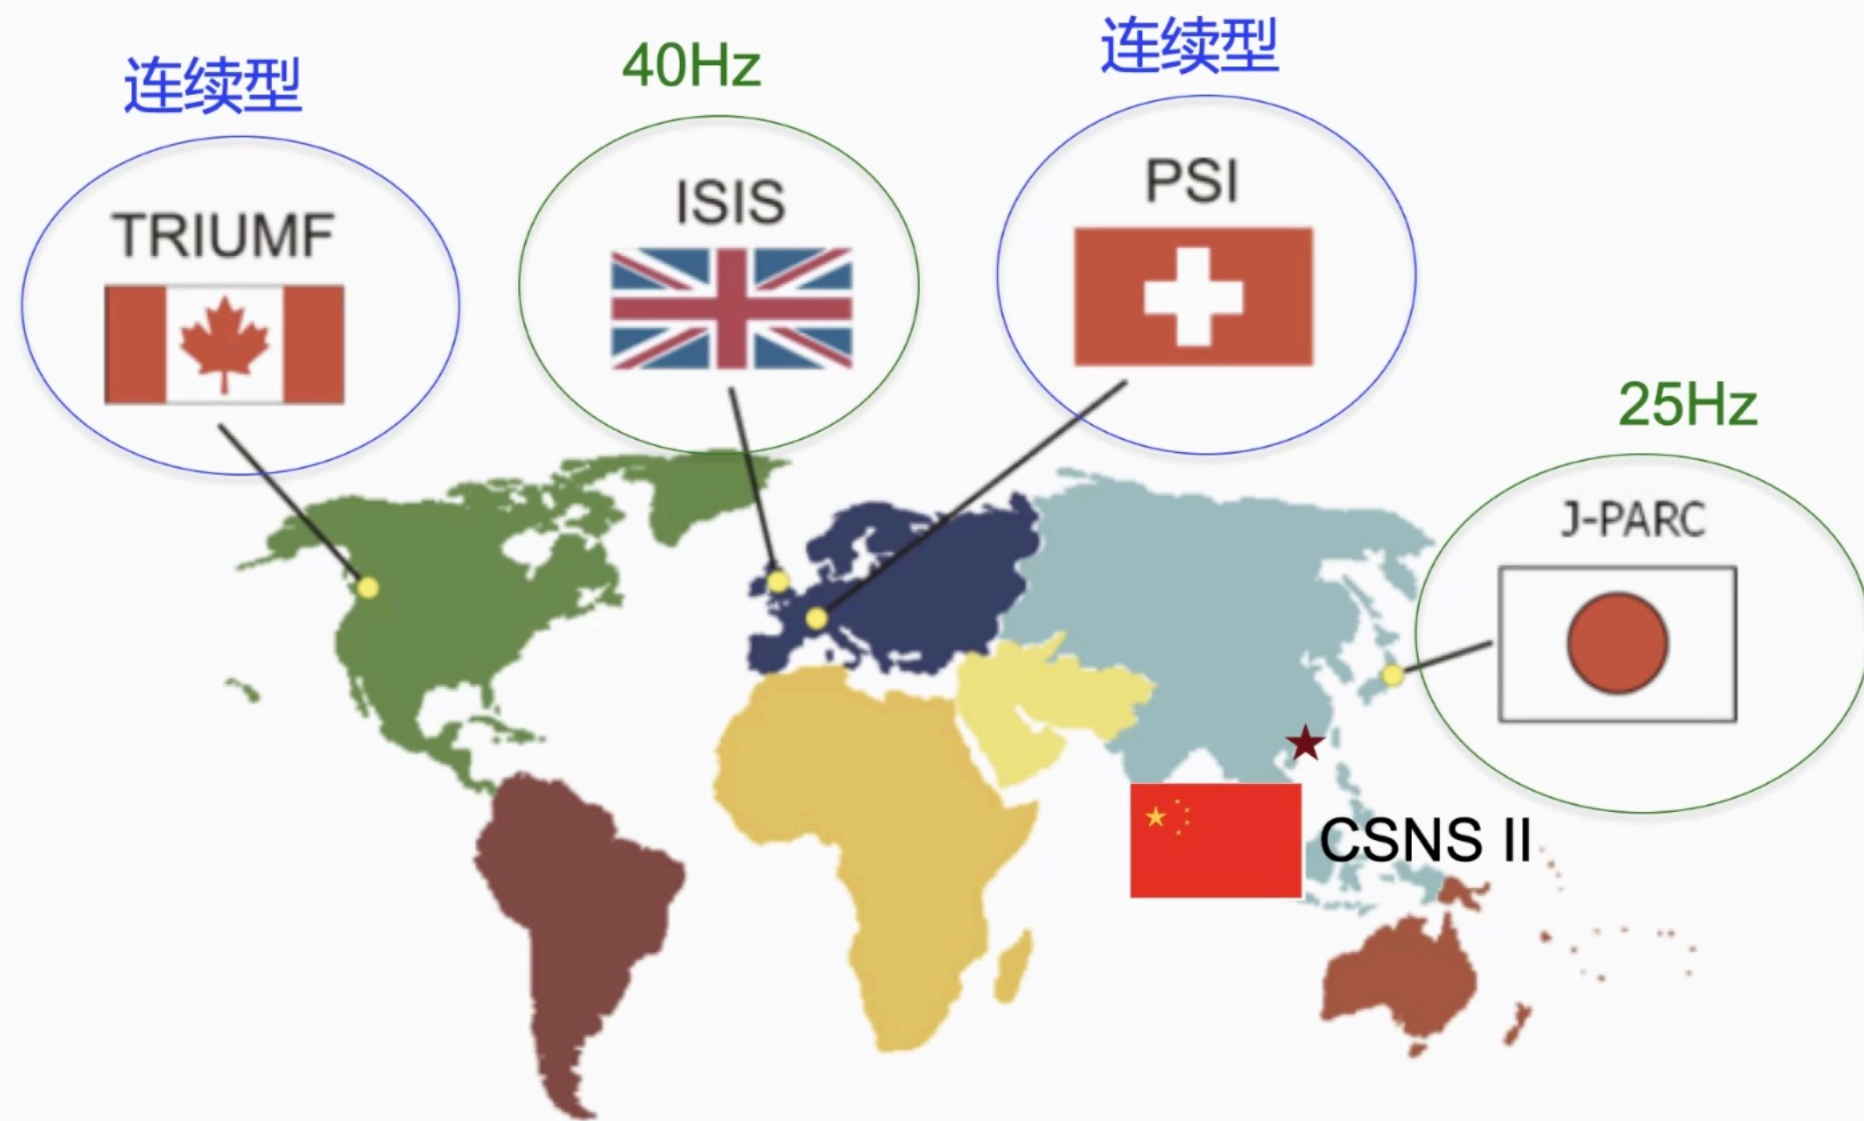 连续型
TRIUMF
40Hz
ISIS
连续型
PSI
25Hz
J-PARC
CSNS II